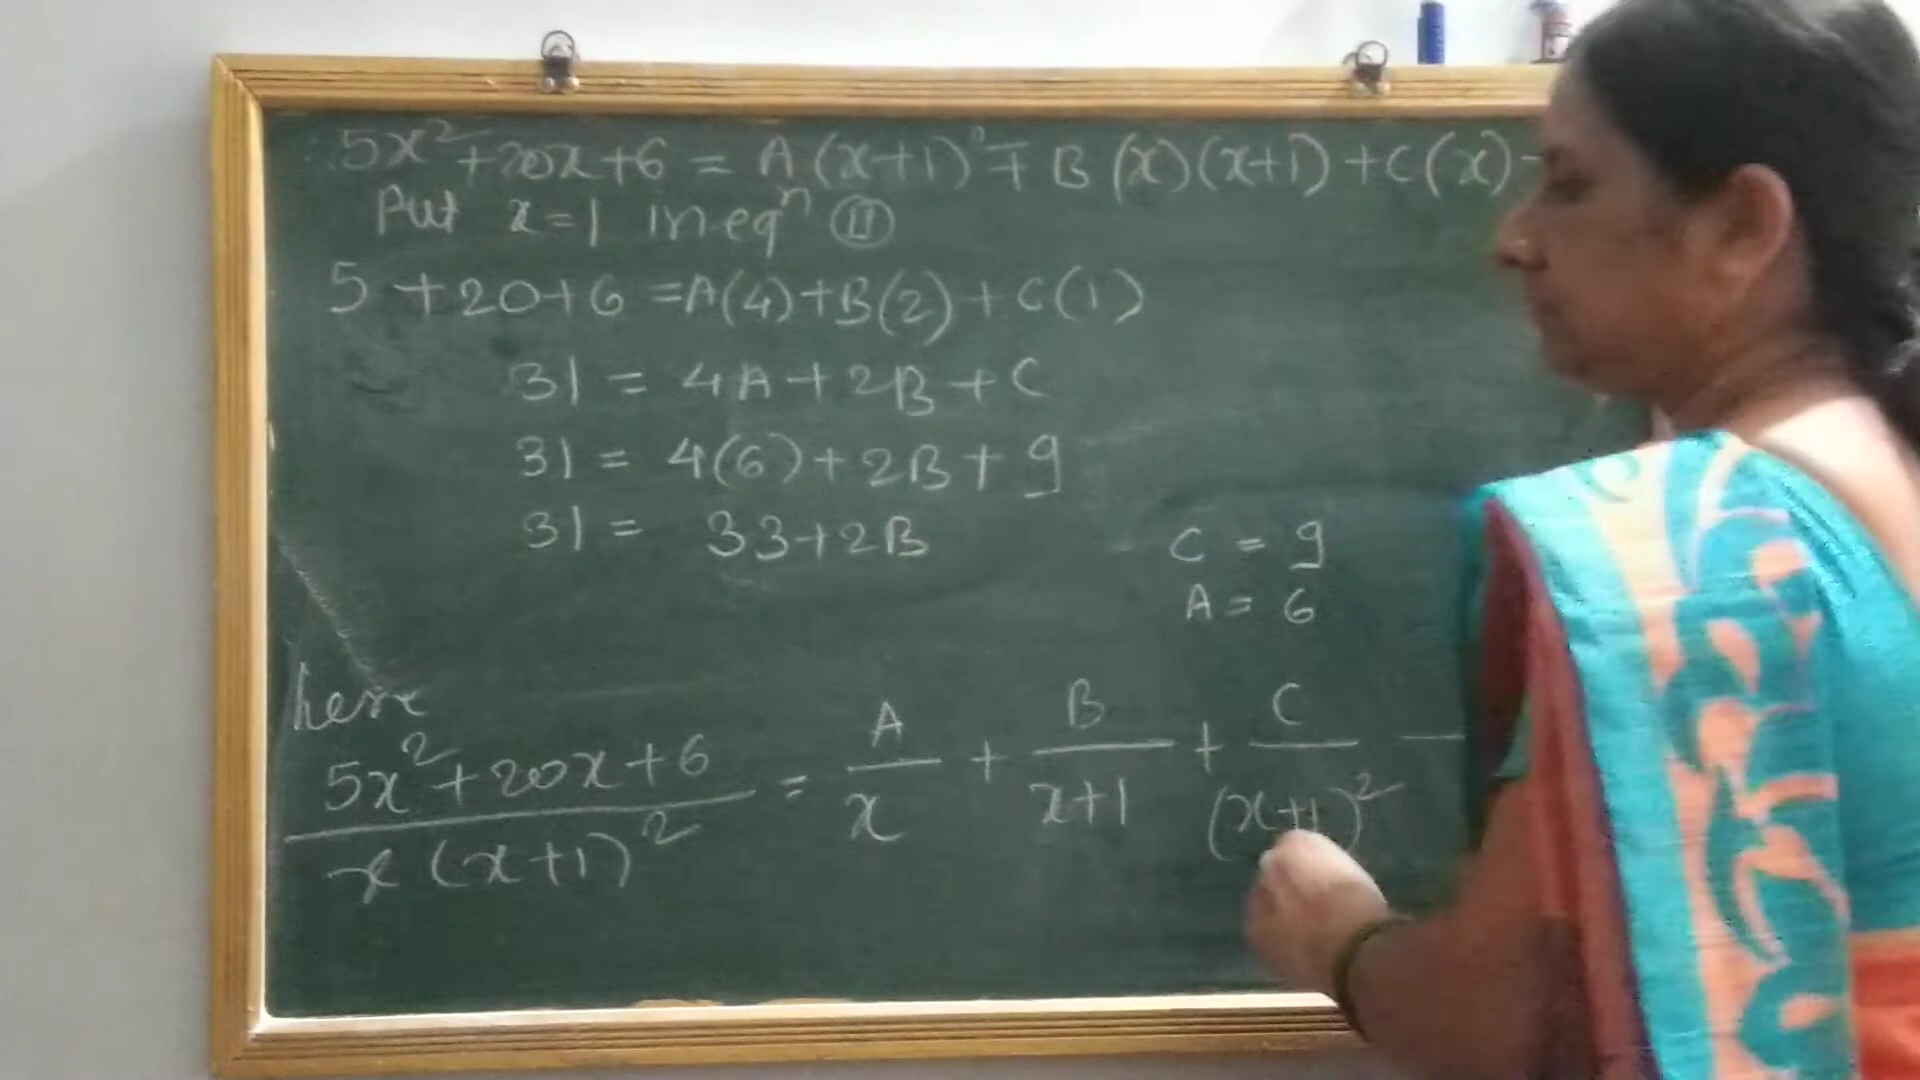 5x²+20x+6 = A(x+1)²+B(x)(x+1)+C(x)-
Put x=1 in eqⁿ (II)
5+20+6 =A(4)+B(2)+C(1)
31 = 4A+2B+C
31 = 4(6)+2B+9
31 = 33+2B
C = 9
A = 6
here
5x²+20x+6 / x(x+1)² = A/x + B/x+1 + C/(x+1)² —